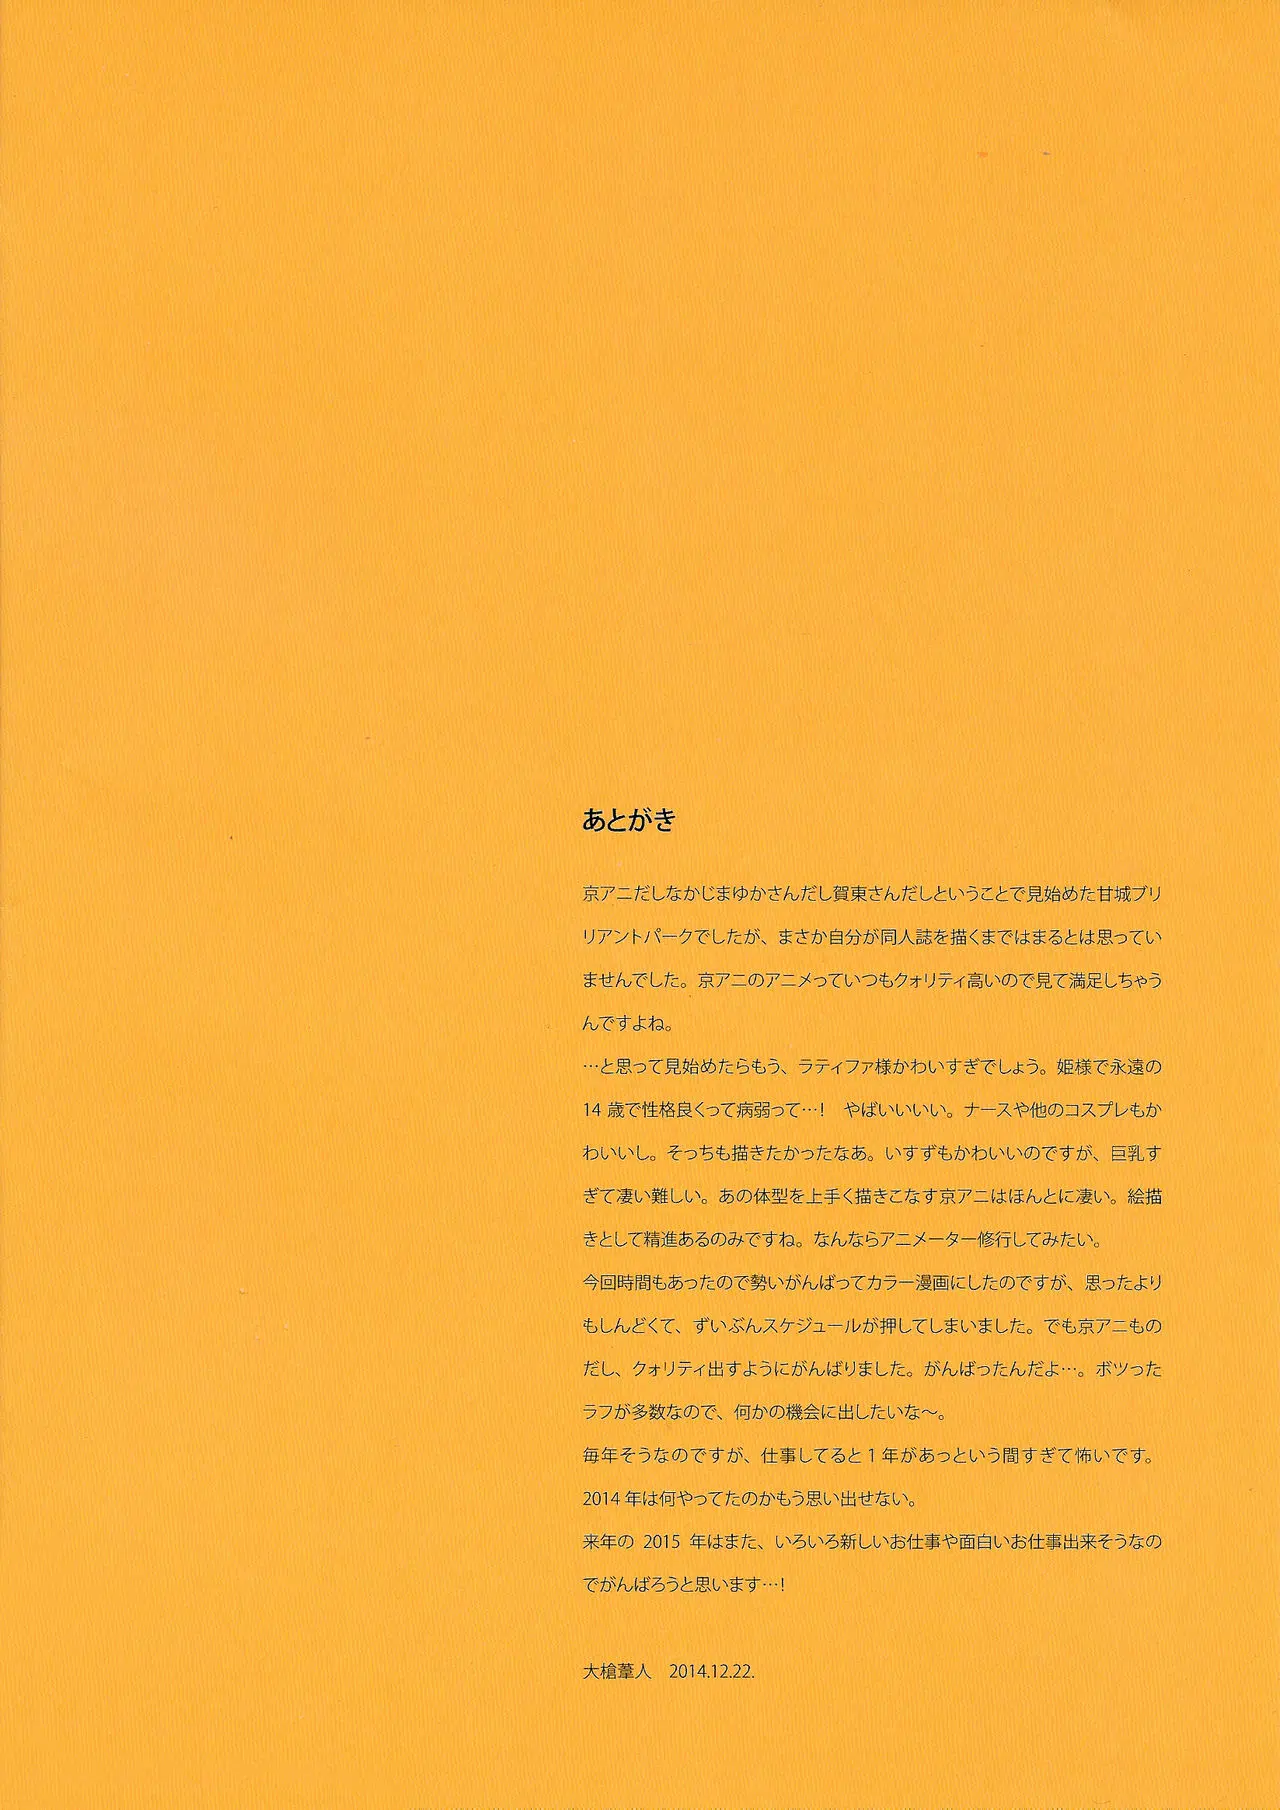 あとがき
京アニだしなかじまゆかさんだし賀東さんだしということで見始めた甘城ブリ
リアントパークでしたが、まさか自分が同人誌を描くまではまるとは思ってい
ませんでした。京アニのアニメっていつもクォリティ高いので見て満足しちゃう
んですよね。
…と思って見始めたらもう、ラティファ様かわいすぎでしょう。姫様で永遠の
14 歳で性格良くって病弱って…!　やばいいいい。ナースや他のコスプレもか
わいいし。そっちも描きたかったなあ。いすずもかわいいのですが、巨乳す
ぎて凄い難しい。あの体型を上手く描きこなす京アニはほんとに凄い。絵描
きとして精進あるのみですね。なんならアニメーター修行してみたい。
今回時間もあったので勢いがんばってカラー漫画にしたのですが、思ったより
もしんどくて、ずいぶんスケジュールが押してしまいました。でも京アニもの
だし、クォリティ出すようにがんばりました。がんばったんだよ…。ボツった
ラフが多数なので、何かの機会に出したいな～。
毎年そうなのですが、仕事してると 1 年があっという間すぎて怖いです。
2014 年は何やってたのかもう思い出せない。
来年の 2015 年はまた、いろいろ新しいお仕事や面白いお仕事出来そうなの
でがんばろうと思います…!
大槍葦人　2014.12.22.